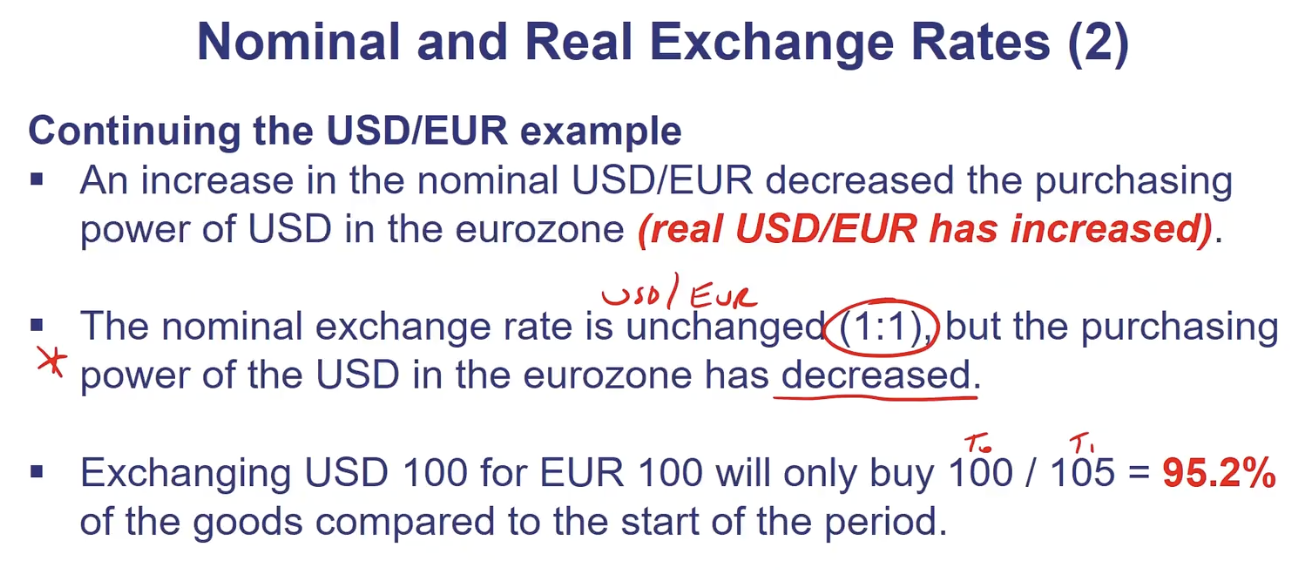 Nominal and Real Exchange Rates (2)
Continuing the USD/EUR example
▪ An increase in the nominal USD/EUR decreased the purchasing
power of USD in the eurozone (real USD/EUR has increased).
USD/EUR
▪ The nominal exchange rate is unchanged (1:1), but the purchasing
* power of the USD in the eurozone has decreased.
T₀ T₁
▪ Exchanging USD 100 for EUR 100 will only buy 100 / 105 = 95.2%
of the goods compared to the start of the period.